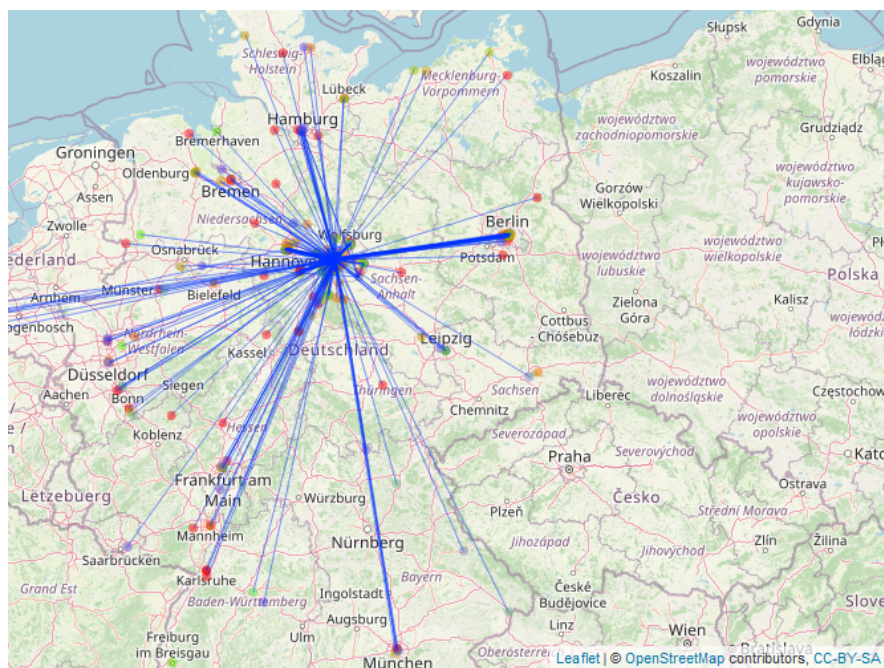 Słupsk
Gdynia
Schleswig-
Holstein
Koszalin
województwo
pomorskie
Elbląg
Mecklenburg-
Vorpommern
Lübeck
Hamburg
województwo
zachodniopomorskie
Grudziądz
Bremerhaven
Groningen
Oldenburg
Bremen
Assen
województwo
kujawsko-
pomorskie
Gorzów
Wielkopolski
Zwolle
Niedersachsen
Wolfsburg
Berlin
Potsdam
Osnabrück
Hannover
województwo
lubuskie
województwo
wielkopolskie
Polska
ederland
Sachsen-
Anhalt
Arnhem
Münster
Bielefeld
Zielona
Góra
Kalisz
ogenbosch
Cottbus
- Chóśebuz
województwo
łódzkie
Nordrhein-
Westfalen
Kassel
Deutschland
Leipzig
Düsseldorf
Siegen
Aachen
Bonn
Thüringen
Sachsen
Chemnitz
Liberec
województwo
dolnośląskie
Częstochowa
Koblenz
Hessen
Severozápad
Severovýchod
województwo
opolskie
Praha
Kato
Frankfurt am
Main
Lëtzebuerg
Würzburg
Plzeň
Česko
Ostrava
Střední Morava
Mannheim
Nürnberg
Jihozápad
Jihovýchod
Zlín
Žilina
Saarbrücken
Karlsruhe
Bayern
Grand Est
Baden-Württemberg
Ingolstadt
České
Budějovice
Slove
Augsburg
Ulm
Linz
Freiburg
im Breisgau
Wien
Bratislava
Oberösterreich
München
Leaflet | © OpenStreetMap contributors, CC-BY-SA